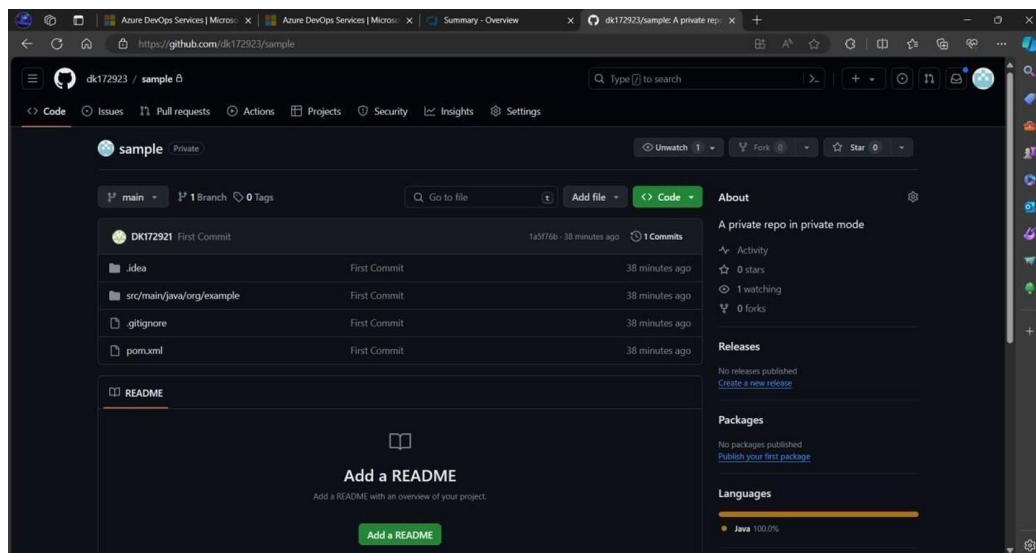 Azure DevOps Services | Microso
Azure DevOps Services | Microso
Summary - Overview
dk172923/sample: A private rep
https://github.com/dk172923/sample
dk172923 / sample
Type / to search
Code Issues Pull requests Actions Projects Security Insights Settings
sample Private
Unwatch 1 Fork 0 Star 0
main 1 Branch 0 Tags Go to file t Add file Code
About
A private repo in private mode
DK172921 First Commit 1a5f76b · 38 minutes ago 1 Commits
Activity
.idea First Commit 38 minutes ago
0 stars
src/main/java/org/example First Commit 38 minutes ago
1 watching
0 forks
.gitignore First Commit 38 minutes ago
pom.xml First Commit 38 minutes ago
Releases
No releases published
Create a new release
README
Packages
No packages published
Publish your first package
Add a README
Add a README with an overview of your project.
Add a README
Languages
Java 100.0%